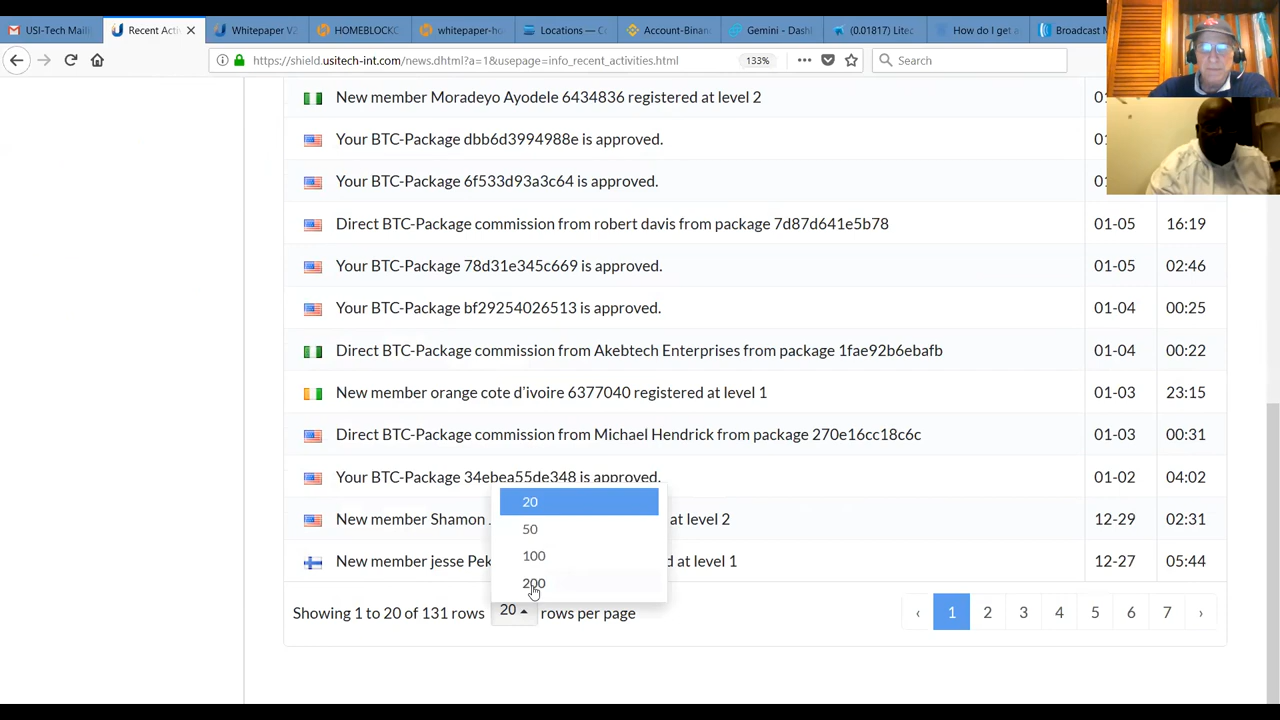 USI-Tech Maili
Recent Acti
Whitepaper V2
HOMEBLOCK
whitepaper-ho
Locations — C
Account-Binan
Gemini - Dash
(0.01817) Litec
How do I get a
Broadcast M
https://shield.usitech-int.com/
.html?a=1&usepage=info_recent_activities.html
133%
Search
New member Moradeyo Ayodele 6434836 registered at level 2
Your BTC-Package dbb6d3994988e is approved.
Your BTC-Package 6f533d93a3c64 is approved.
Direct BTC-Package commission from robert davis from package 7d87d641e5b78 01-05 16:19
Your BTC-Package 78d31e345c669 is approved. 01-05 02:46
Your BTC-Package bf29254026513 is approved. 01-04 00:25
Direct BTC-Package commission from Akebtech Enterprises from package 1fae92b6ebafb 01-04 00:22
New member orange cote d’ivoire 6377040 registered at level 1 01-03 23:15
Direct BTC-Package commission from Michael Hendrick from package 270e16cc18c6c 01-03 00:31
Your BTC-Package 34ebea55de348 is approved. 01-02 04:02
New member Shamon at level 2 12-29 02:31
New member jesse Pek d at level 1 12-27 05:44
20
50
100
200
Showing 1 to 20 of 131 rows 20 rows per page
‹ 1 2 3 4 5 6 7 ›